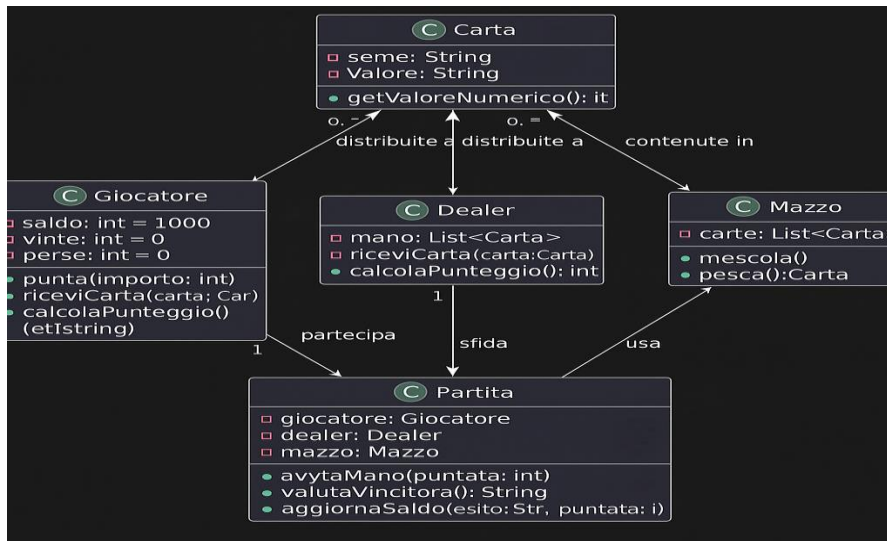 C Carta
seme: String
Valore: String
getValoreNumerico(): it
o. - o. =
distribuite a distribuite a contenute in
C Giocatore
saldo: int = 1000
vinte: int = 0
perse: int = 0
punta(importo: int)
riceviCarta(carta; Car)
calcolaPunteggio()
(etIstring)
1
C Dealer
mano: List<Carta>
riceviCarta(carta:Carta)
calcolaPunteggio(): int
1
C Mazzo
carte: List<Carta
mescola()
pesca():Carta
partecipa sfida usa
C Partita
giocatore: Giocatore
dealer: Dealer
mazzo: Mazzo
avytaMano(puntata: int)
valutaVincitora(): String
aggiornaSaldo(esito: Str, puntata: i)